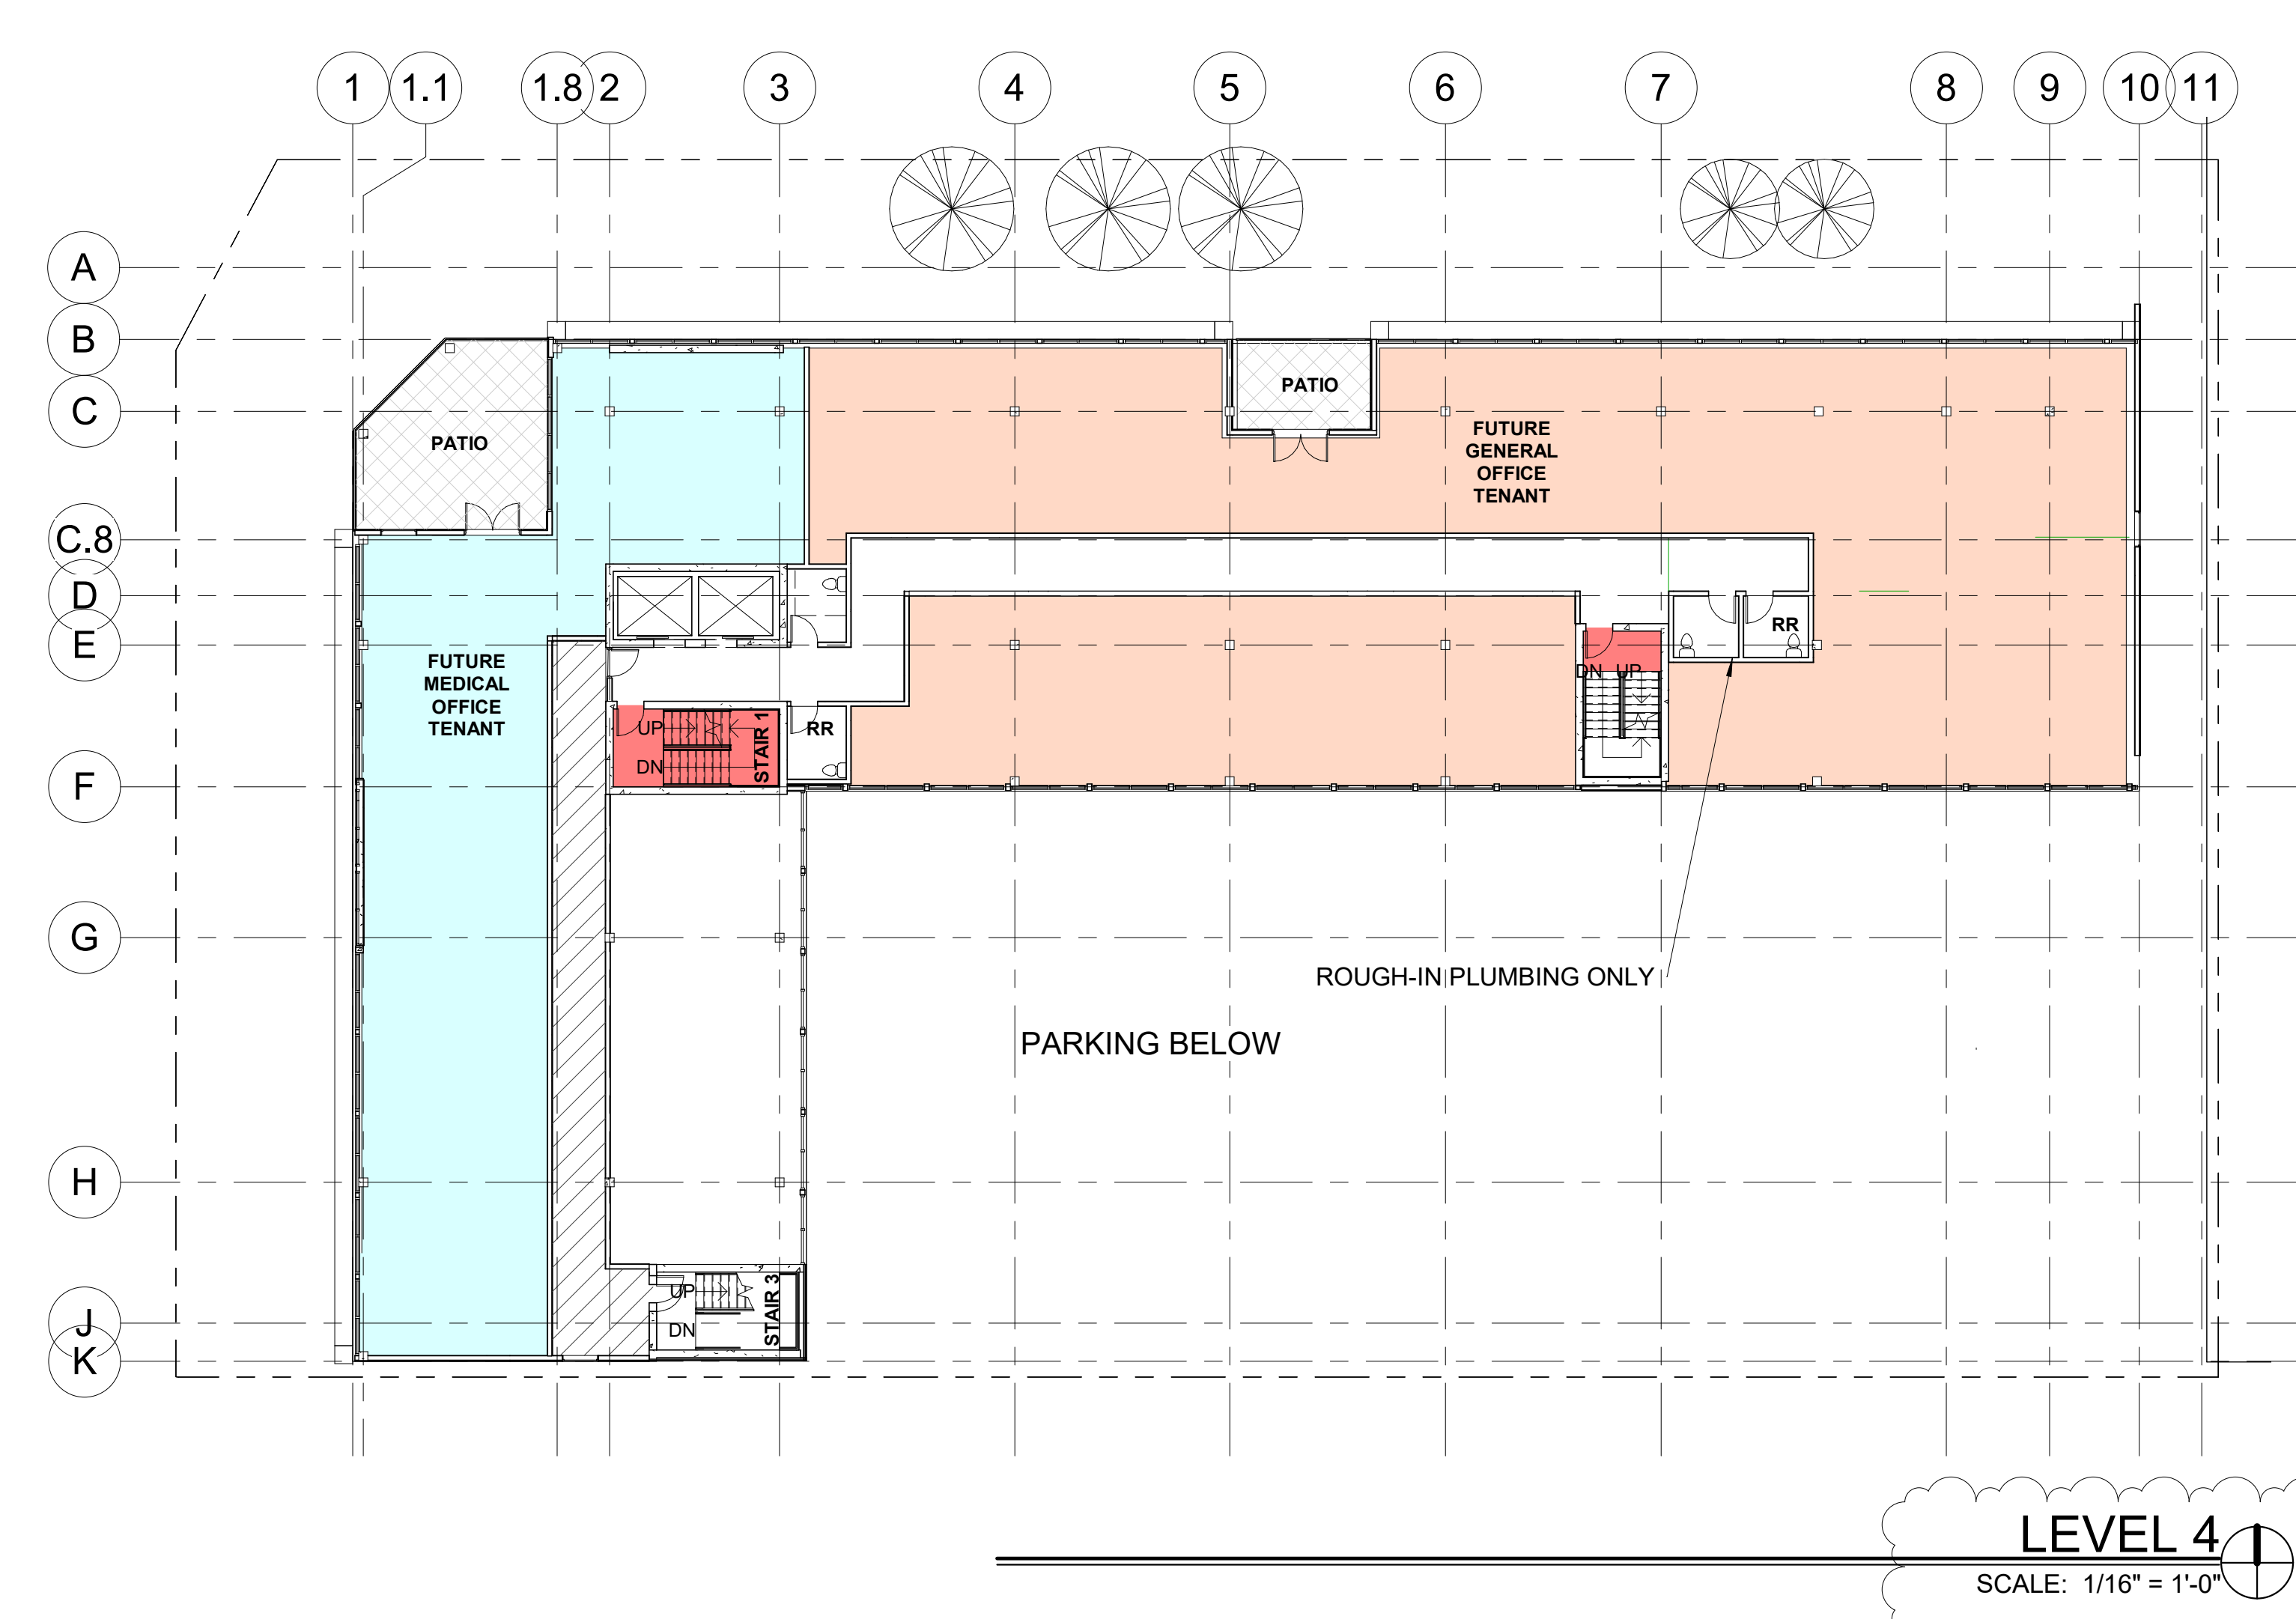 1
1.1
1.8
2
3
4
5
6
7
8
9
10
11
A
B
C
C.8
D
E
F
G
H
J
K
PATIO
PATIO
FUTURE
GENERAL
OFFICE
TENANT
FUTURE
MEDICAL
OFFICE
TENANT
RR
DN UP
UP
DN
STAIR 1
RR
ROUGH-IN PLUMBING ONLY
PARKING BELOW
UP
DN
STAIR 3
LEVEL 4
SCALE: 1/16" = 1'-0"